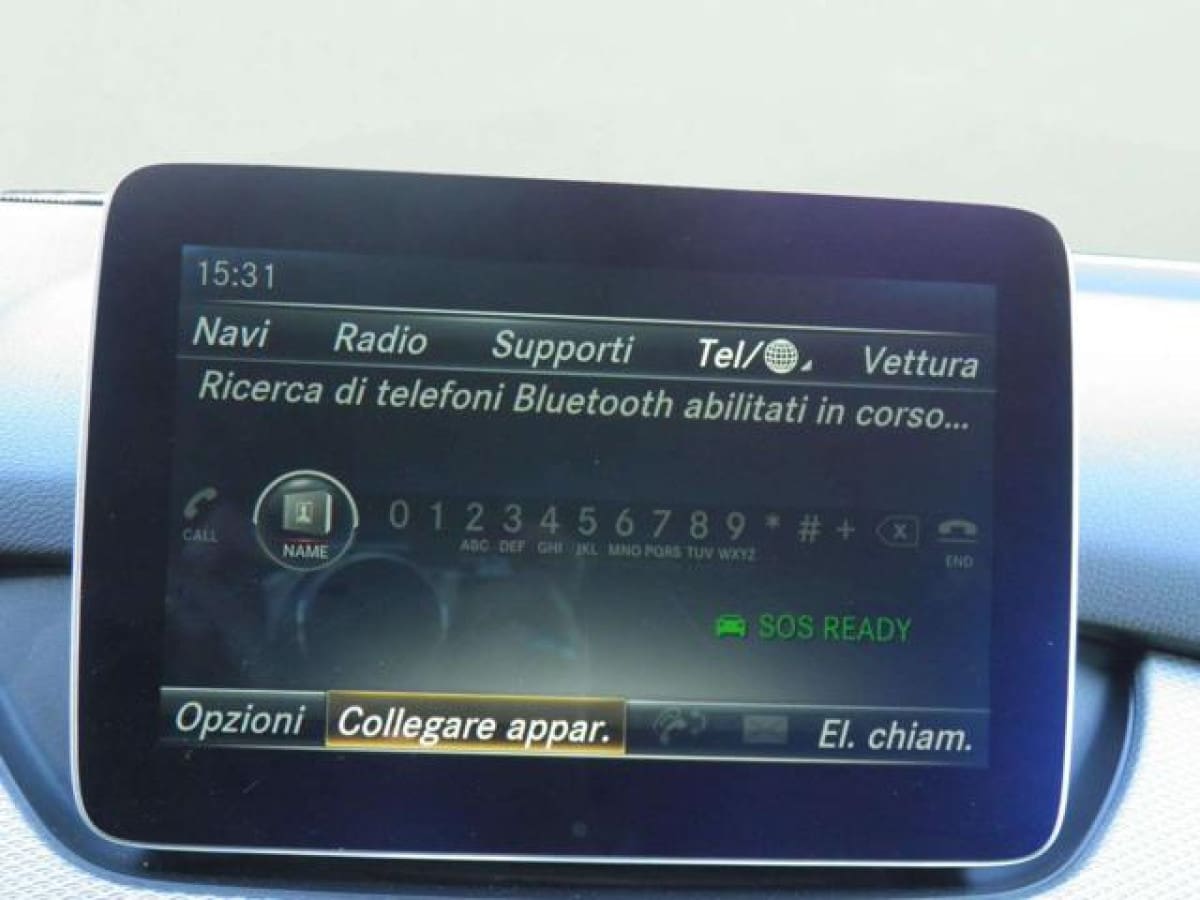 15:31
Navi Radio Supporti Tel/ Vettura
Ricerca di telefoni Bluetooth abilitati in corso...
0 1 2 3 4 5 6 7 8 9 * # +
CALL NAME ABC DEF GHI JKL MNO PQRS TUV WXYZ X END
SOS READY
Opzioni Collegare appar. El. chiam.